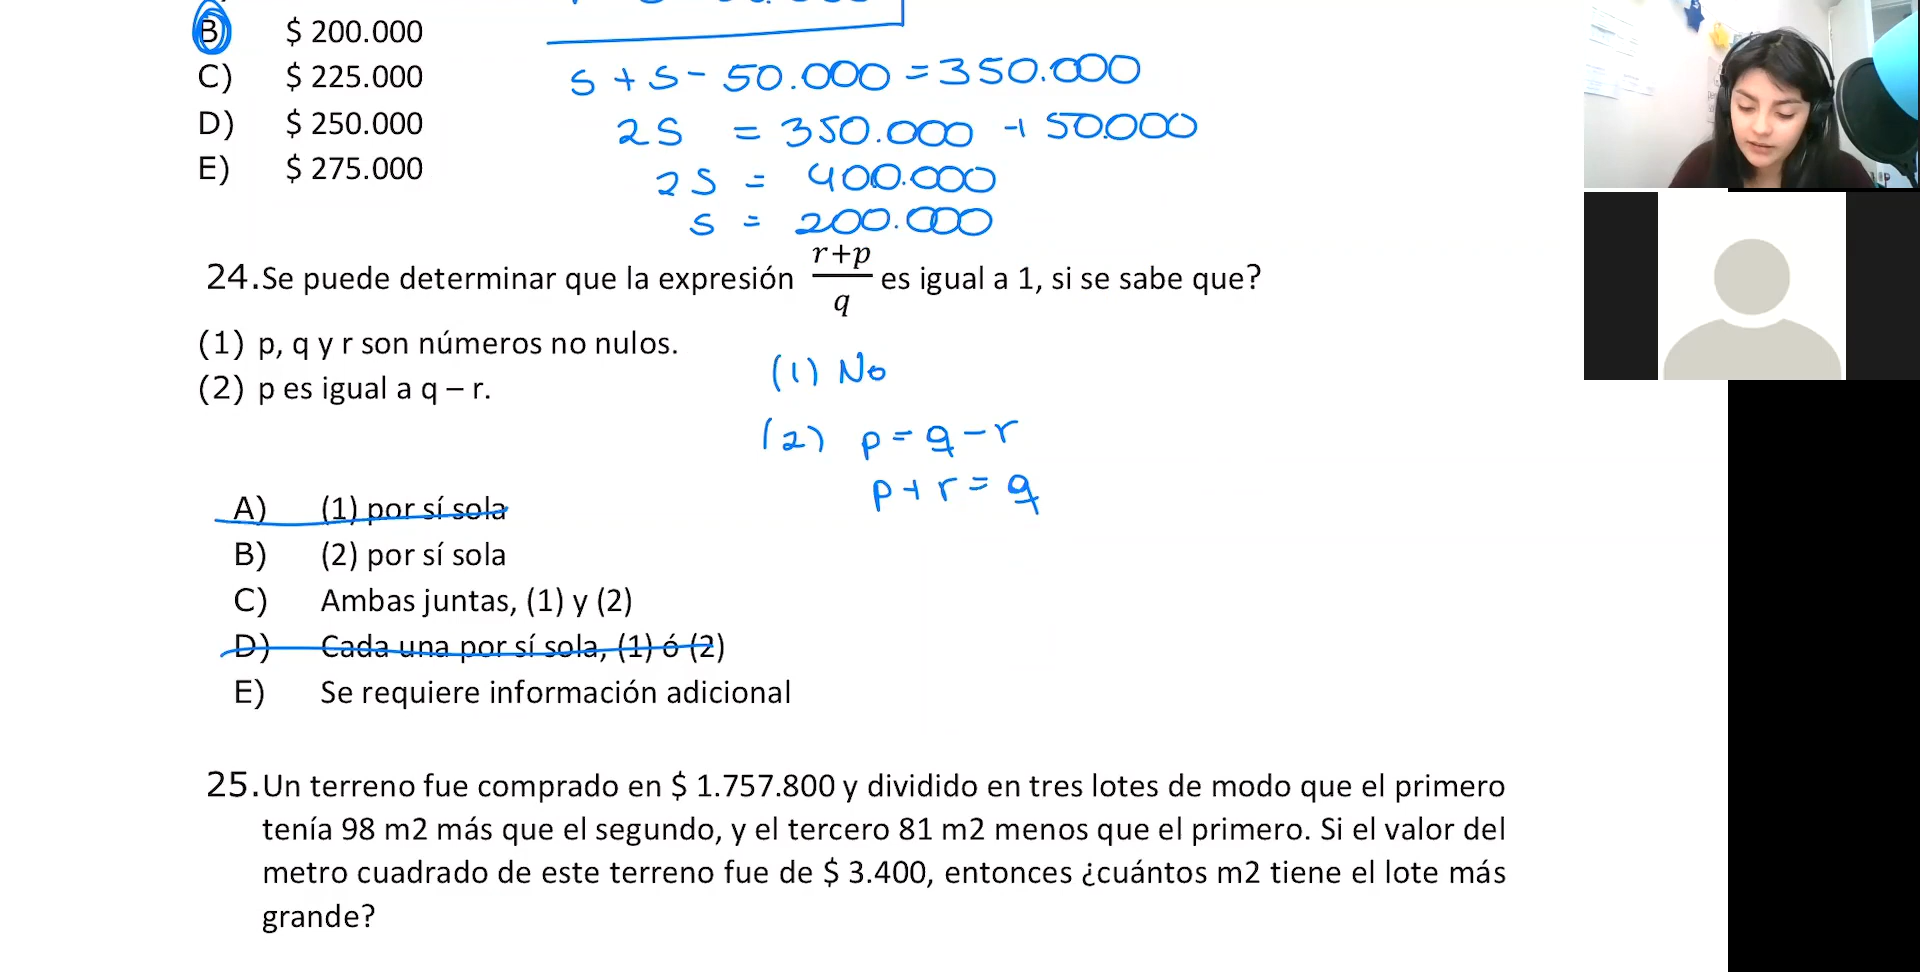 B) $ 200.000
C) $ 225.000
D) $ 250.000
E) $ 275.000
S + S - 50.000 = 350.000
2S = 350.000 + 50.000
2S = 400.000
S = 200.000
24. Se puede determinar que la expresión r+p/q es igual a 1, si se sabe que?
(1) p, q y r son números no nulos.
(2) p es igual a q – r.
(1) No
(2) p = q - r
p + r = q
A) (1) por sí sola
B) (2) por sí sola
C) Ambas juntas, (1) y (2)
D) Cada una por sí sola, (1) ó (2)
E) Se requiere información adicional
25. Un terreno fue comprado en $ 1.757.800 y dividido en tres lotes de modo que el primero
tenía 98 m2 más que el segundo, y el tercero 81 m2 menos que el primero. Si el valor del
metro cuadrado de este terreno fue de $ 3.400, entonces ¿cuántos m2 tiene el lote más
grande?